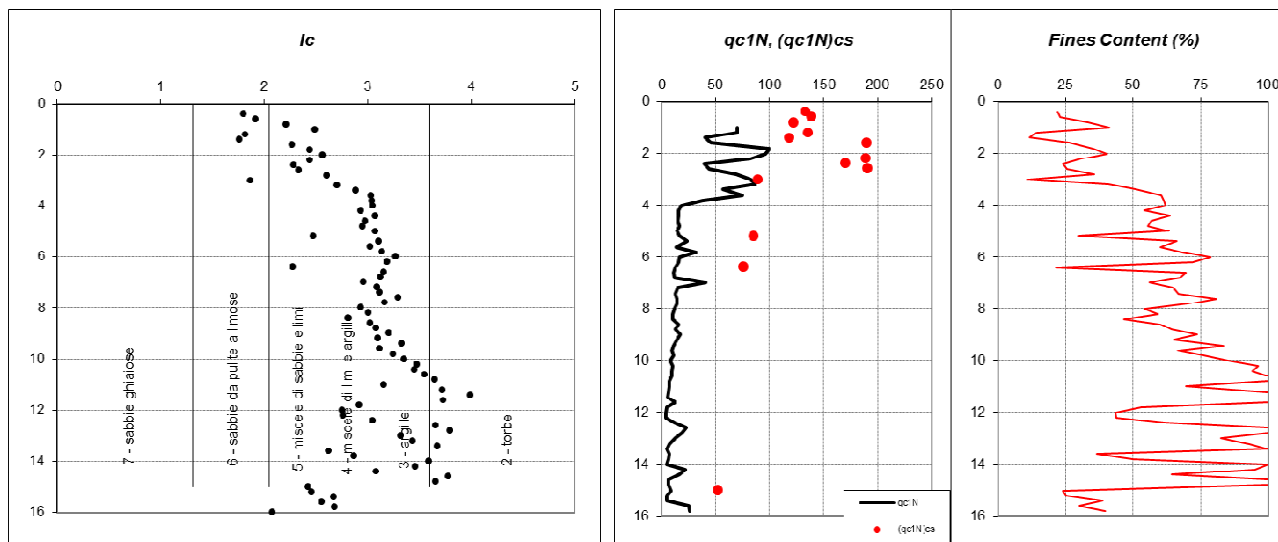 Ic
0 1 2 3 4 5
0
2
4
6
8
10
12
14
16
7 - sabbie ghiaiose
6 - sabbie da pulite a limose
5 - miscele di sabbie e limi
4 - miscele di limi e argille
3 - argille
2 - torbe
qc1N, (qc1N)cs
0 50 100 150 200 250
0
2
4
6
8
10
12
14
16
qc1N
(qc1N)cs
Fines Content (%)
0 25 50 75 100
0
2
4
6
8
10
12
14
16